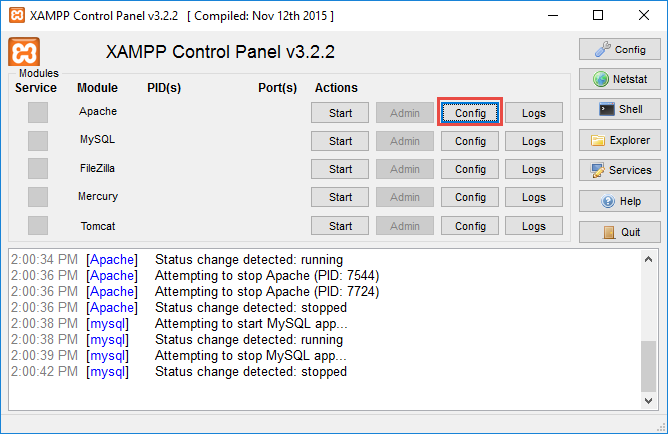 XAMPP Control Panel v3.2.2 [ Compiled: Nov 12th 2015 ]
XAMPP Control Panel v3.2.2
Config
Modules
Service Module PID(s) Port(s) Actions
Netstat
Apache Start Admin Config Logs
Shell
MySQL Start Admin Config Logs
Explorer
FileZilla Start Admin Config Logs
Services
Mercury Start Admin Config Logs
Help
Tomcat Start Admin Config Logs
Quit
2:00:34 PM [Apache] Status change detected: running
2:00:36 PM [Apache] Attempting to stop Apache (PID: 7544)
2:00:36 PM [Apache] Attempting to stop Apache (PID: 7724)
2:00:36 PM [Apache] Status change detected: stopped
2:00:38 PM [mysql] Attempting to start MySQL app...
2:00:38 PM [mysql] Status change detected: running
2:00:39 PM [mysql] Attempting to stop MySQL app...
2:00:42 PM [mysql] Status change detected: stopped